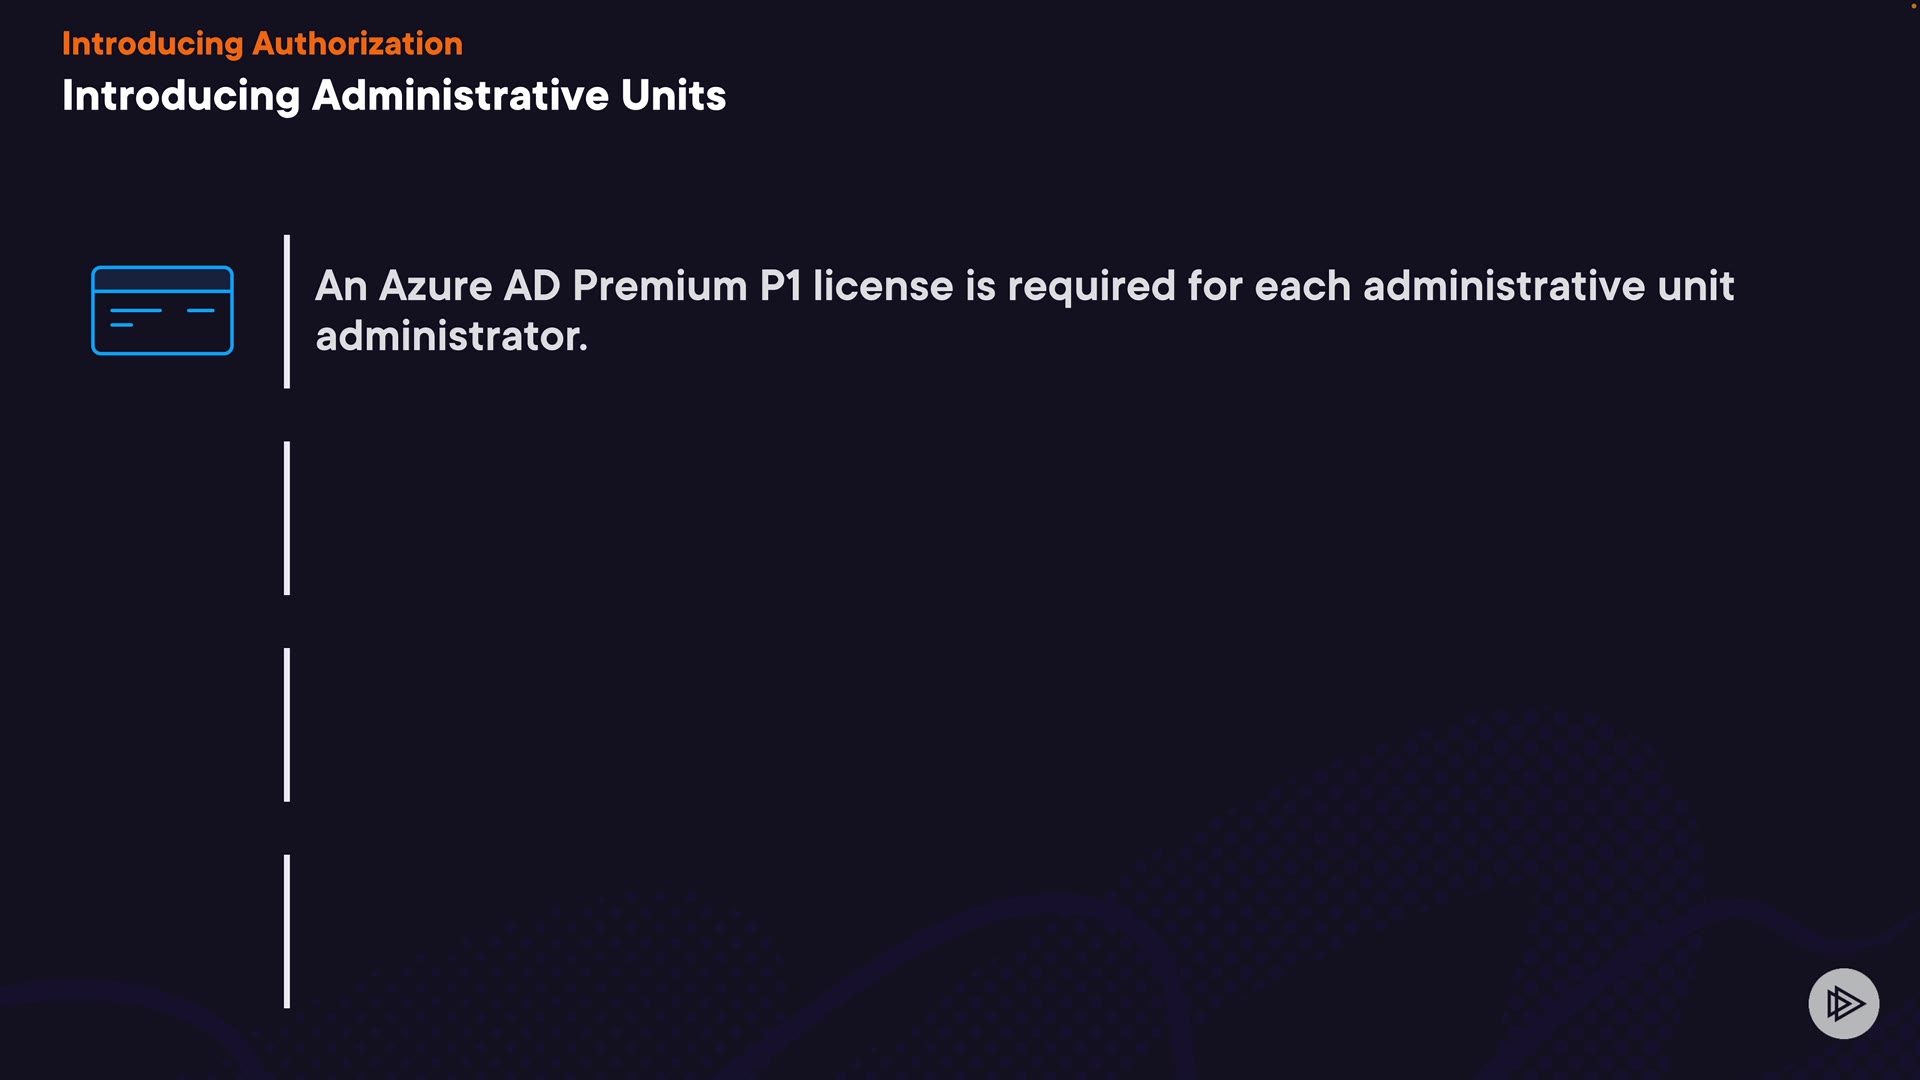 Introducing Authorization
Introducing Administrative Units
An Azure AD Premium P1 license is required for each administrative unit
administrator.